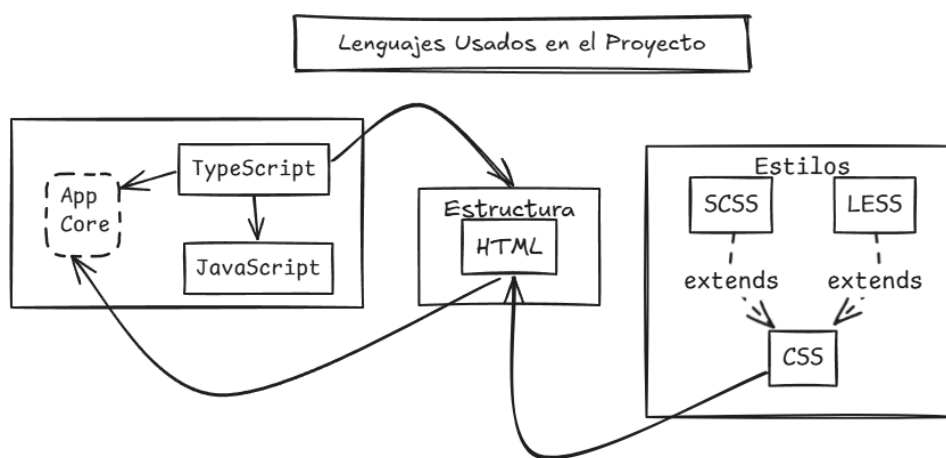 Lenguajes Usados en el Proyecto
App
Core
TypeScript
JavaScript
Estructura
HTML
Estilos
SCSS
LESS
extends
extends
CSS